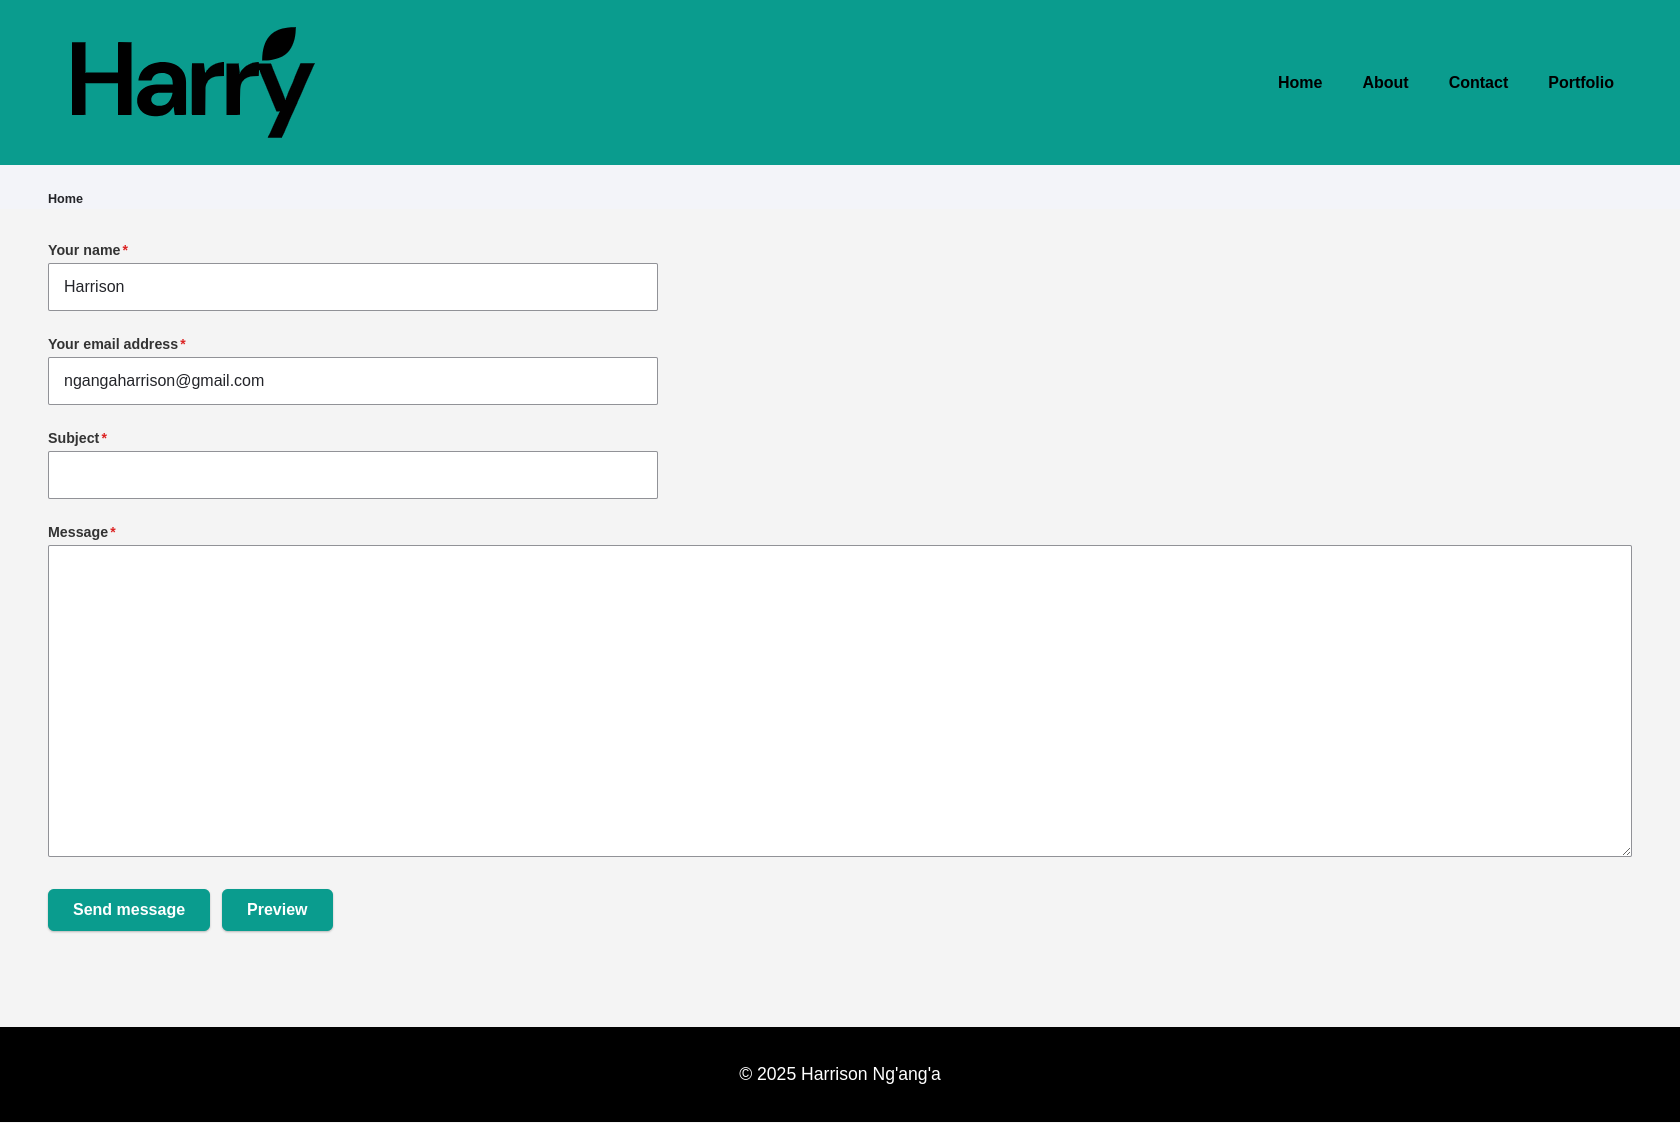 Harry
Home About Contact Portfolio
Home
Your name*
Harrison
Your email address*
ngangaharrison@gmail.com
Subject*
Message*
Send message Preview
© 2025 Harrison Ng'ang'a